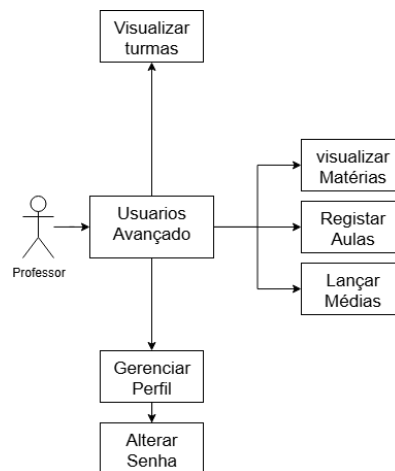 Visualizar
turmas
visualizar
Matérias
Usuarios
Avançado
Registar
Aulas
Professor
Lançar
Médias
Gerenciar
Perfil
Alterar
Senha